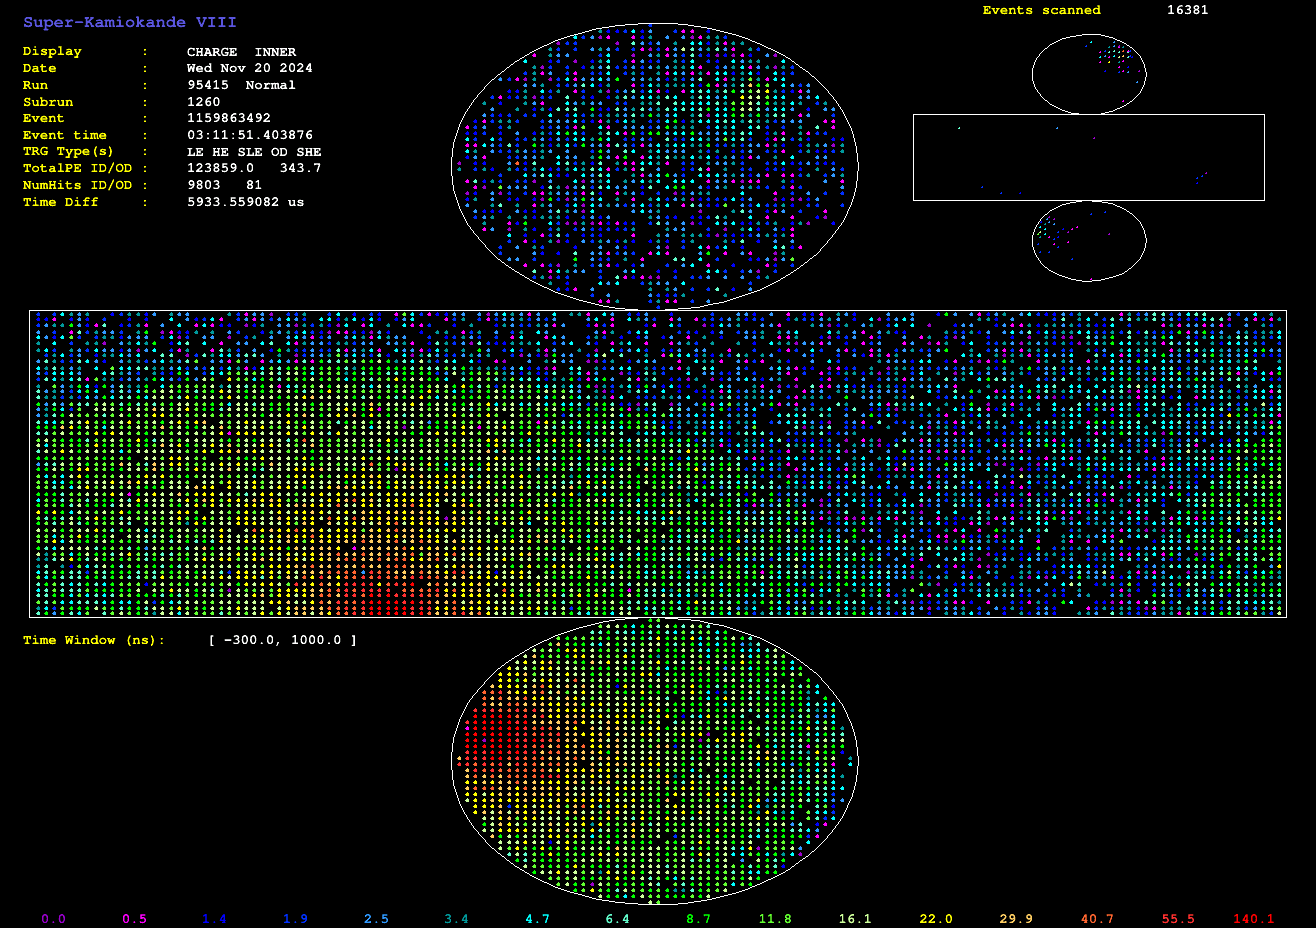 Super-Kamiokande VIII
Events scanned 16381
Display : CHARGE INNER
Date : Wed Nov 20 2024
Run : 95415 Normal
Subrun : 1260
Event : 1159863492
Event time : 03:11:51.403876
TRG Type(s) : LE HE SLE OD SHE
TotalPE ID/OD : 123859.0 343.7
NumHits ID/OD : 9803 81
Time Diff : 5933.559082 us
Time Window (ns): [ -300.0, 1000.0 ]
0.0 0.5 1.4 1.9 2.5 3.4 4.7 6.4 8.7 11.8 16.1 22.0 29.9 40.7 55.5 140.1